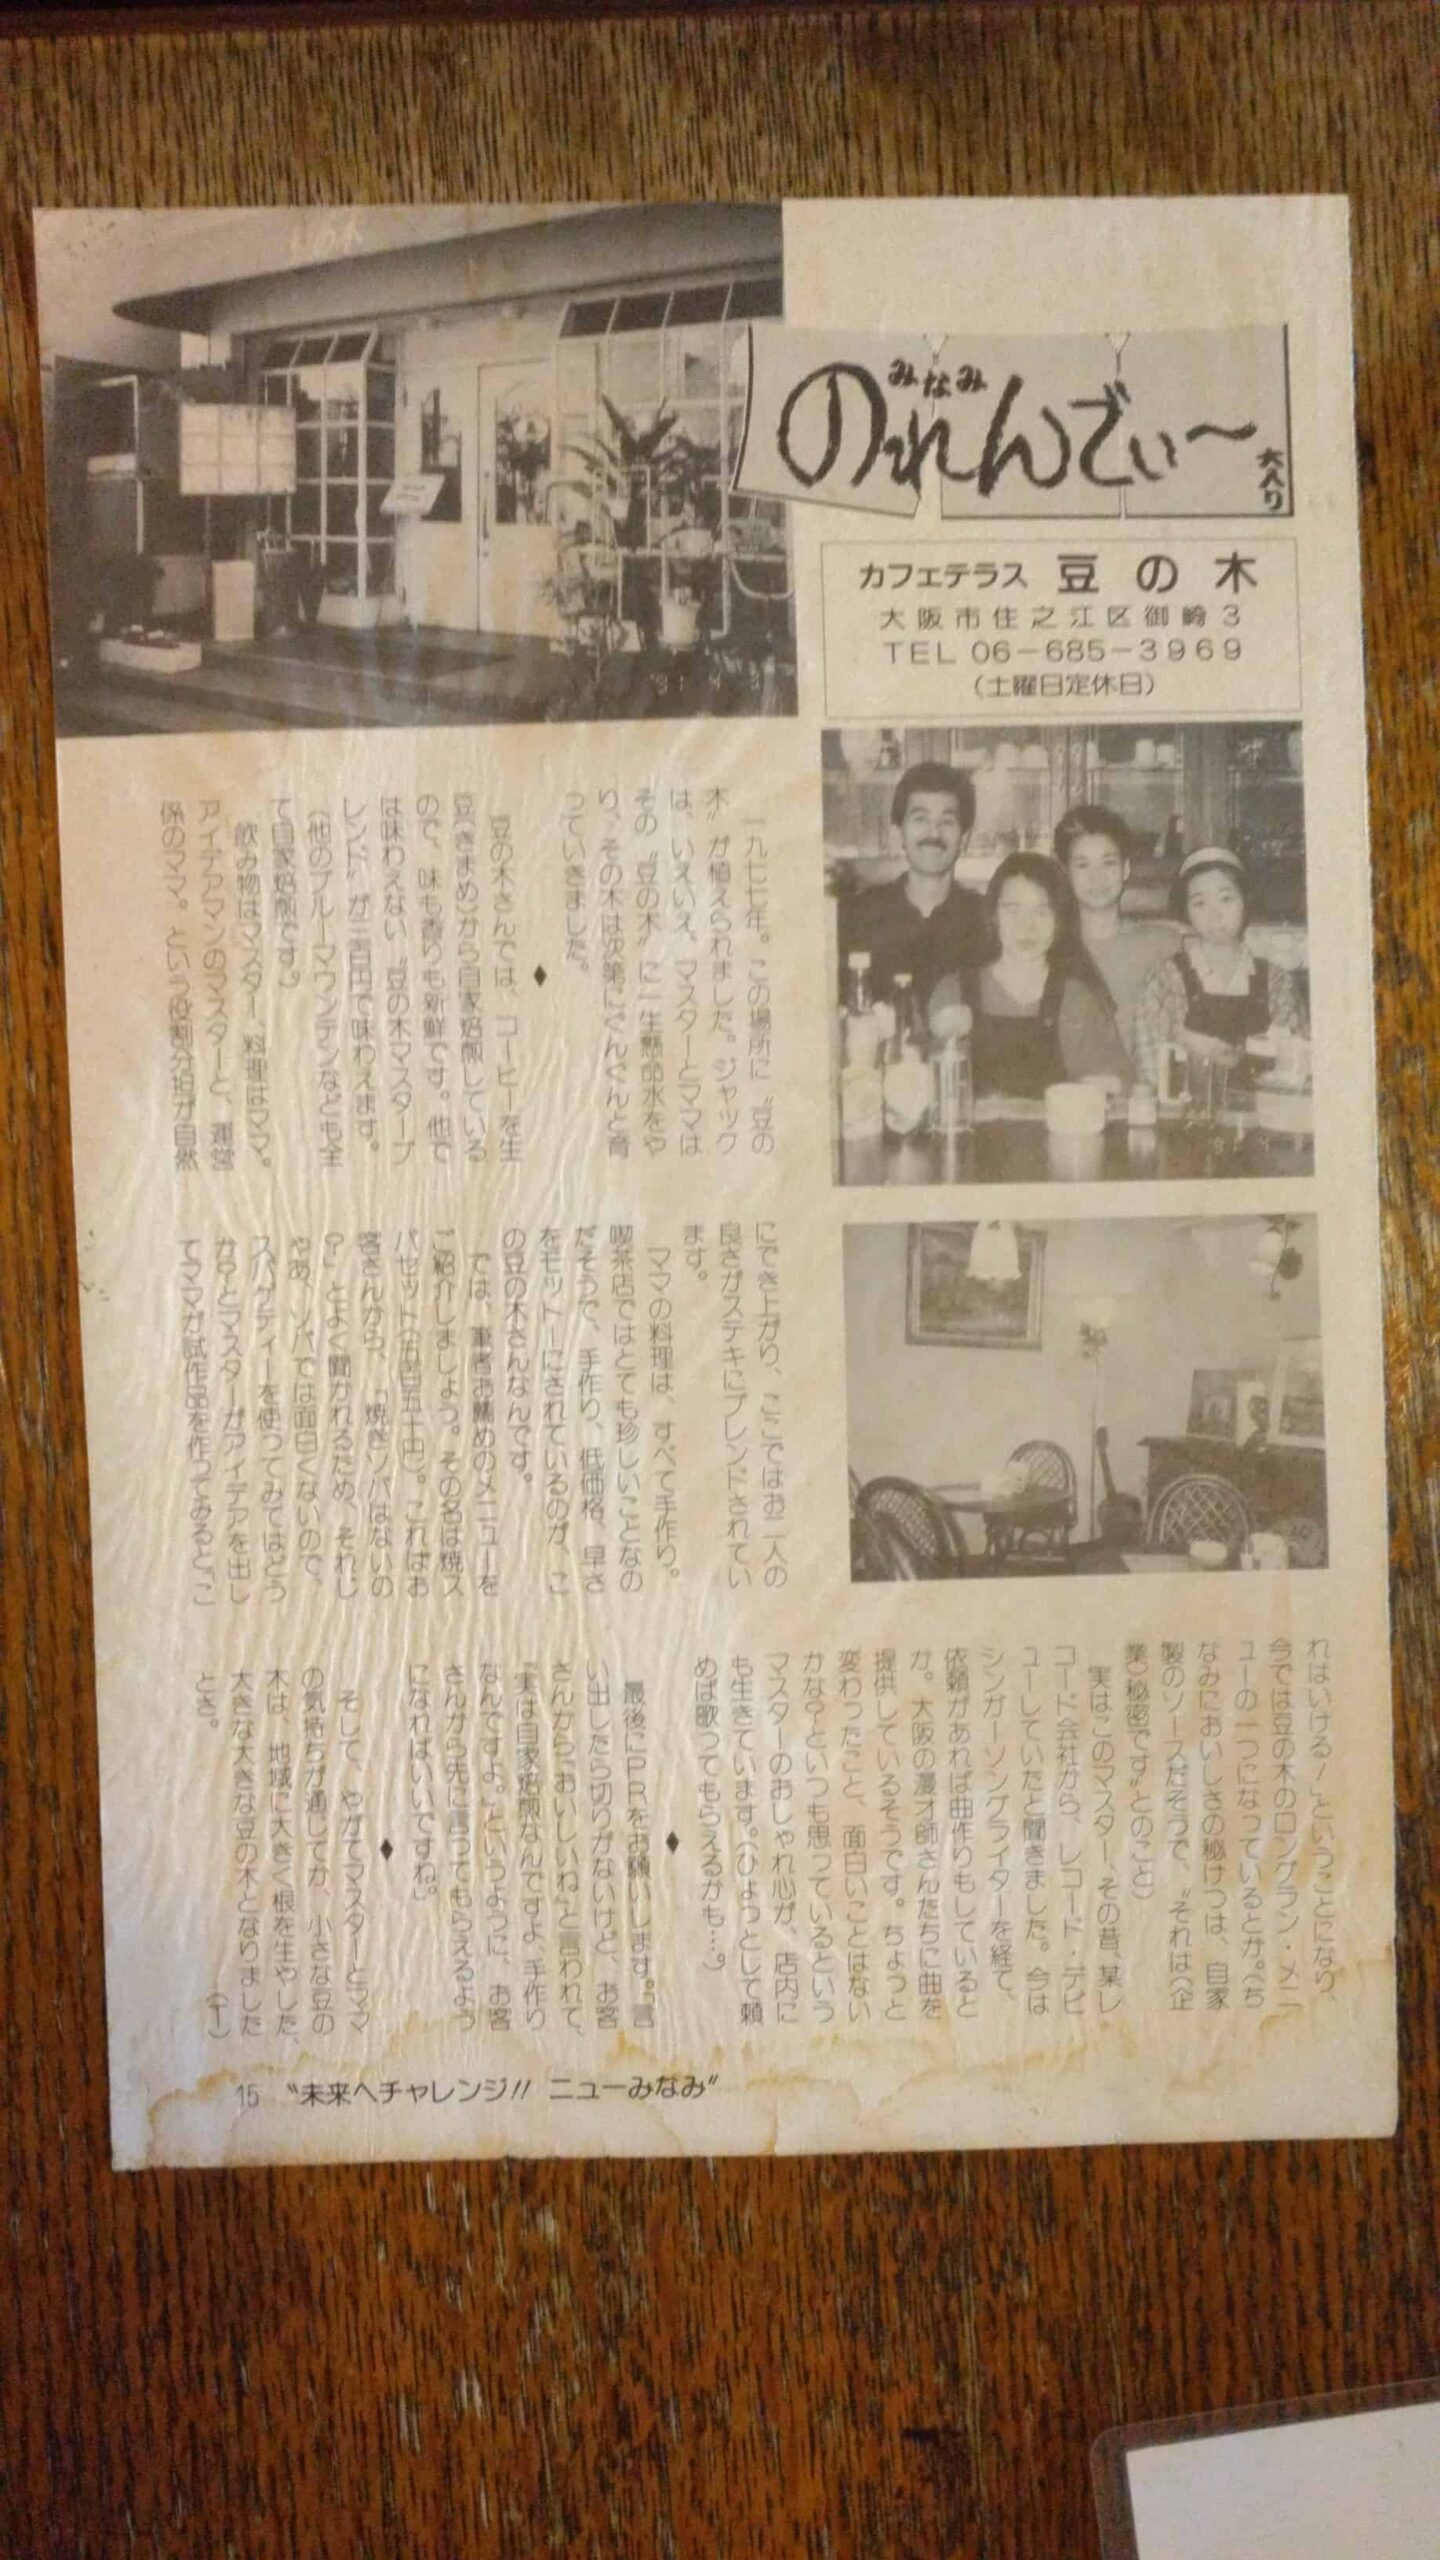 みなみ
のれんでぃ〜
大入り
カフェテラス 豆の木
大阪市住之江区御崎3
TEL 06-685-3969
(土曜日定休日)
'91 4
一九七七年。この場所に〝豆の
木〟が植えられました。ジャック
は、いえいえ、マスターとママは
その〝豆の木〟に一生懸命水をや
り、その木は次第にぐんぐんと育
っていきました。
◆
豆の木さんでは、コーヒーを生
豆(きまめ)から自家焙煎している
ので、味も香りも新鮮です。他で
は味わえない〝豆の木マスターブ
レンド〟が三百円で味わえます。
(他のブルーマウンテンなども全
て自家焙煎です。)
飲み物はマスター、料理はママ。
アイデアマンのマスターと、運営
係のママ。という役割分担が自然
にでき上がり、ここではお二人の
良さがステキにブレンドされてい
ます。
ママの料理は、すべて手作り。
喫茶店ではとても珍しいことなの
だそうで、手作り、低価格、早さ
をモットーにされているのが、こ
の豆の木さんなんです。
では、筆者お薦めのメニューを
ご紹介しましょう。その名は焼ス
パセット(五百五十円)。これはお
客さんから、「焼きソバはないの
?」とよく聞かれるため、それじ
ゃあ、ソバでは面白くないので、
スパゲティーを使ってみてはどう
か?とマスターがアイデアを出し
てママが試作品を作ってみると「こ
れはいける!」ということになり、
今では豆の木のロングラン・メニ
ューの一つになっているとか。(ち
なみにおいしさの秘けつは、自家
製のソースだそうで、〝それは(企
業)秘密です〟とのこと)
実はこのマスター、その昔、某レ
コード会社から、レコード・デビ
ューしていたと聞きました。今は
シンガーソングライターを経て、
依頼があれば曲作りもしていると
か。大阪の漫才師さんたちに曲を
提供しているそうです。ちょっと
変わったこと、面白いことはない
かな?といつも思っているという
マスターのおしゃれ心が、店内に
も生きています。(ひょっとして頼
めば歌ってもらえるかも…?)
◆
最後にPRをお願いします。「言
い出したら切りがないけど、お客
さんから「おいしいね」と言われて、
「実は自家焙煎なんですよ、手作り
なんですよ。」というように、お客
さんから先に言ってもらえるよう
になればいいですね。」
◆
そして、やがてマスターとママ
の気持ちが通じてか、小さな豆の
木は、地域に大きく根を生やした、
大きな大きな豆の木となりました
とさ。
15 〝未来へチャレンジ!! ニューみなみ〟